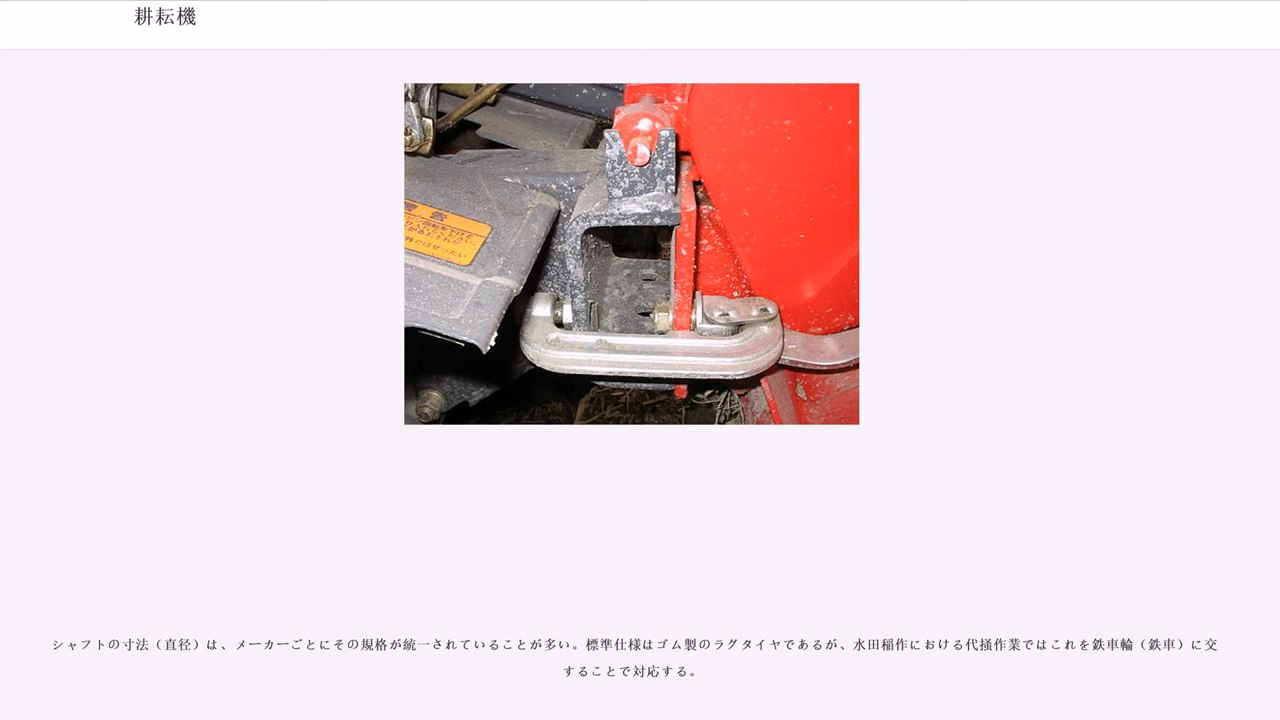 耕耘機
警告
シャフトの寸法（直径）は、メーカーごとにその規格が統一されていることが多い。標準仕様はゴム製のラグタイヤであるが、水田稲作における代掻作業ではこれを鉄車輪（鉄車）に交
することで対応する。